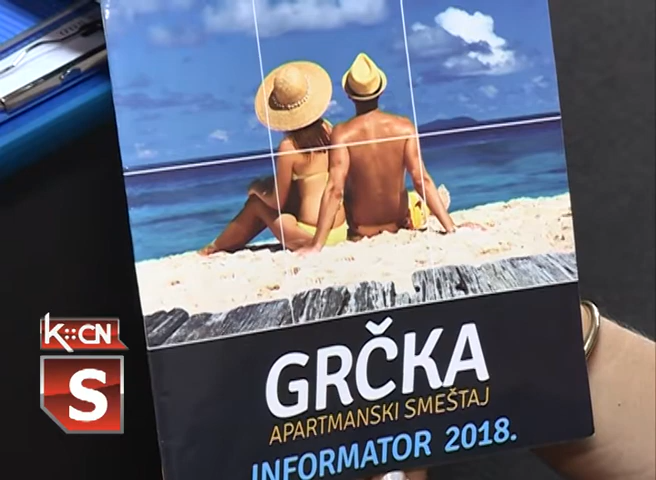 GRČKA
APARTMANSKI SMEŠTAJ
INFORMATOR 2018.
K::CN
S